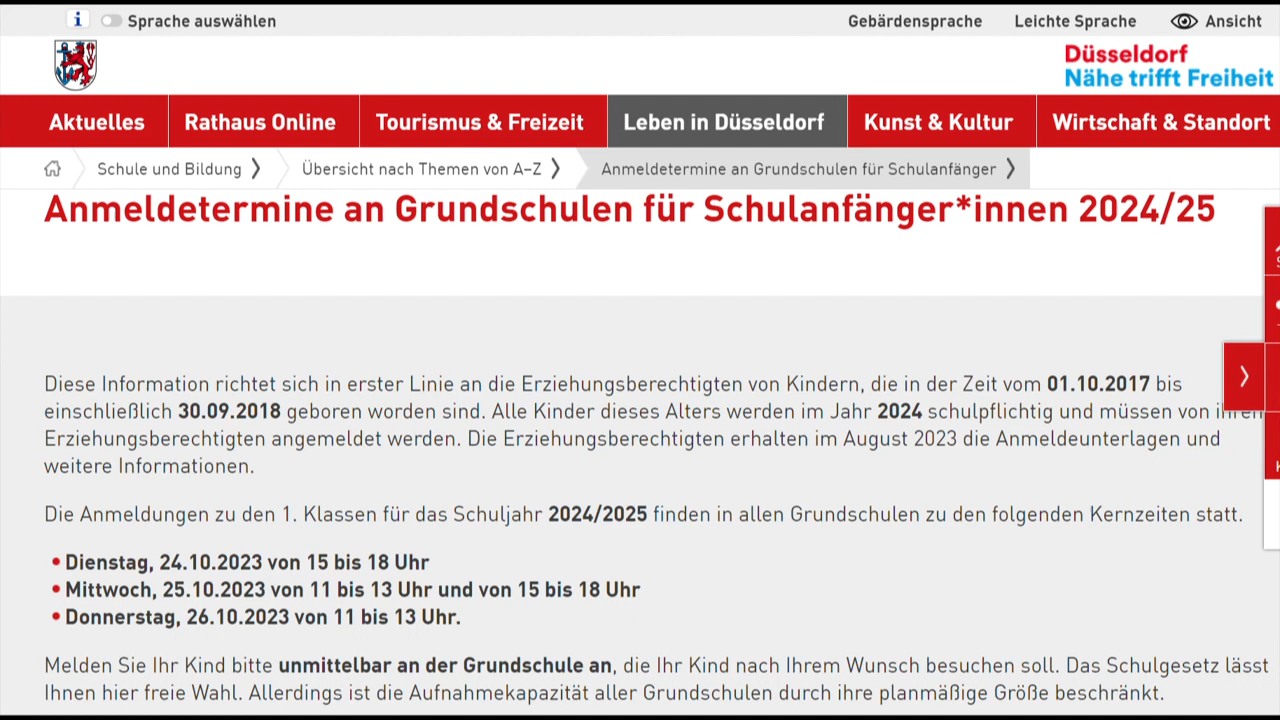 i Sprache auswählen Gebärdensprache Leichte Sprache Ansicht
Düsseldorf
Nähe trifft Freiheit
Aktuelles Rathaus Online Tourismus & Freizeit Leben in Düsseldorf Kunst & Kultur Wirtschaft & Standort
Schule und Bildung Übersicht nach Themen von A–Z Anmeldetermine an Grundschulen für Schulanfänger
Anmeldetermine an Grundschulen für Schulanfänger*innen 2024/25
Diese Information richtet sich in erster Linie an die Erziehungsberechtigten von Kindern, die in der Zeit vom 01.10.2017 bis
einschließlich 30.09.2018 geboren worden sind. Alle Kinder dieses Alters werden im Jahr 2024 schulpflichtig und müssen von ihren
Erziehungsberechtigten angemeldet werden. Die Erziehungsberechtigten erhalten im August 2023 die Anmeldeunterlagen und
weitere Informationen.
Die Anmeldungen zu den 1. Klassen für das Schuljahr 2024/2025 finden in allen Grundschulen zu den folgenden Kernzeiten statt.
• Dienstag, 24.10.2023 von 15 bis 18 Uhr
• Mittwoch, 25.10.2023 von 11 bis 13 Uhr und von 15 bis 18 Uhr
• Donnerstag, 26.10.2023 von 11 bis 13 Uhr.
Melden Sie Ihr Kind bitte unmittelbar an der Grundschule an, die Ihr Kind nach Ihrem Wunsch besuchen soll. Das Schulgesetz lässt
Ihnen hier freie Wahl. Allerdings ist die Aufnahmekapazität aller Grundschulen durch ihre planmäßige Größe beschränkt.